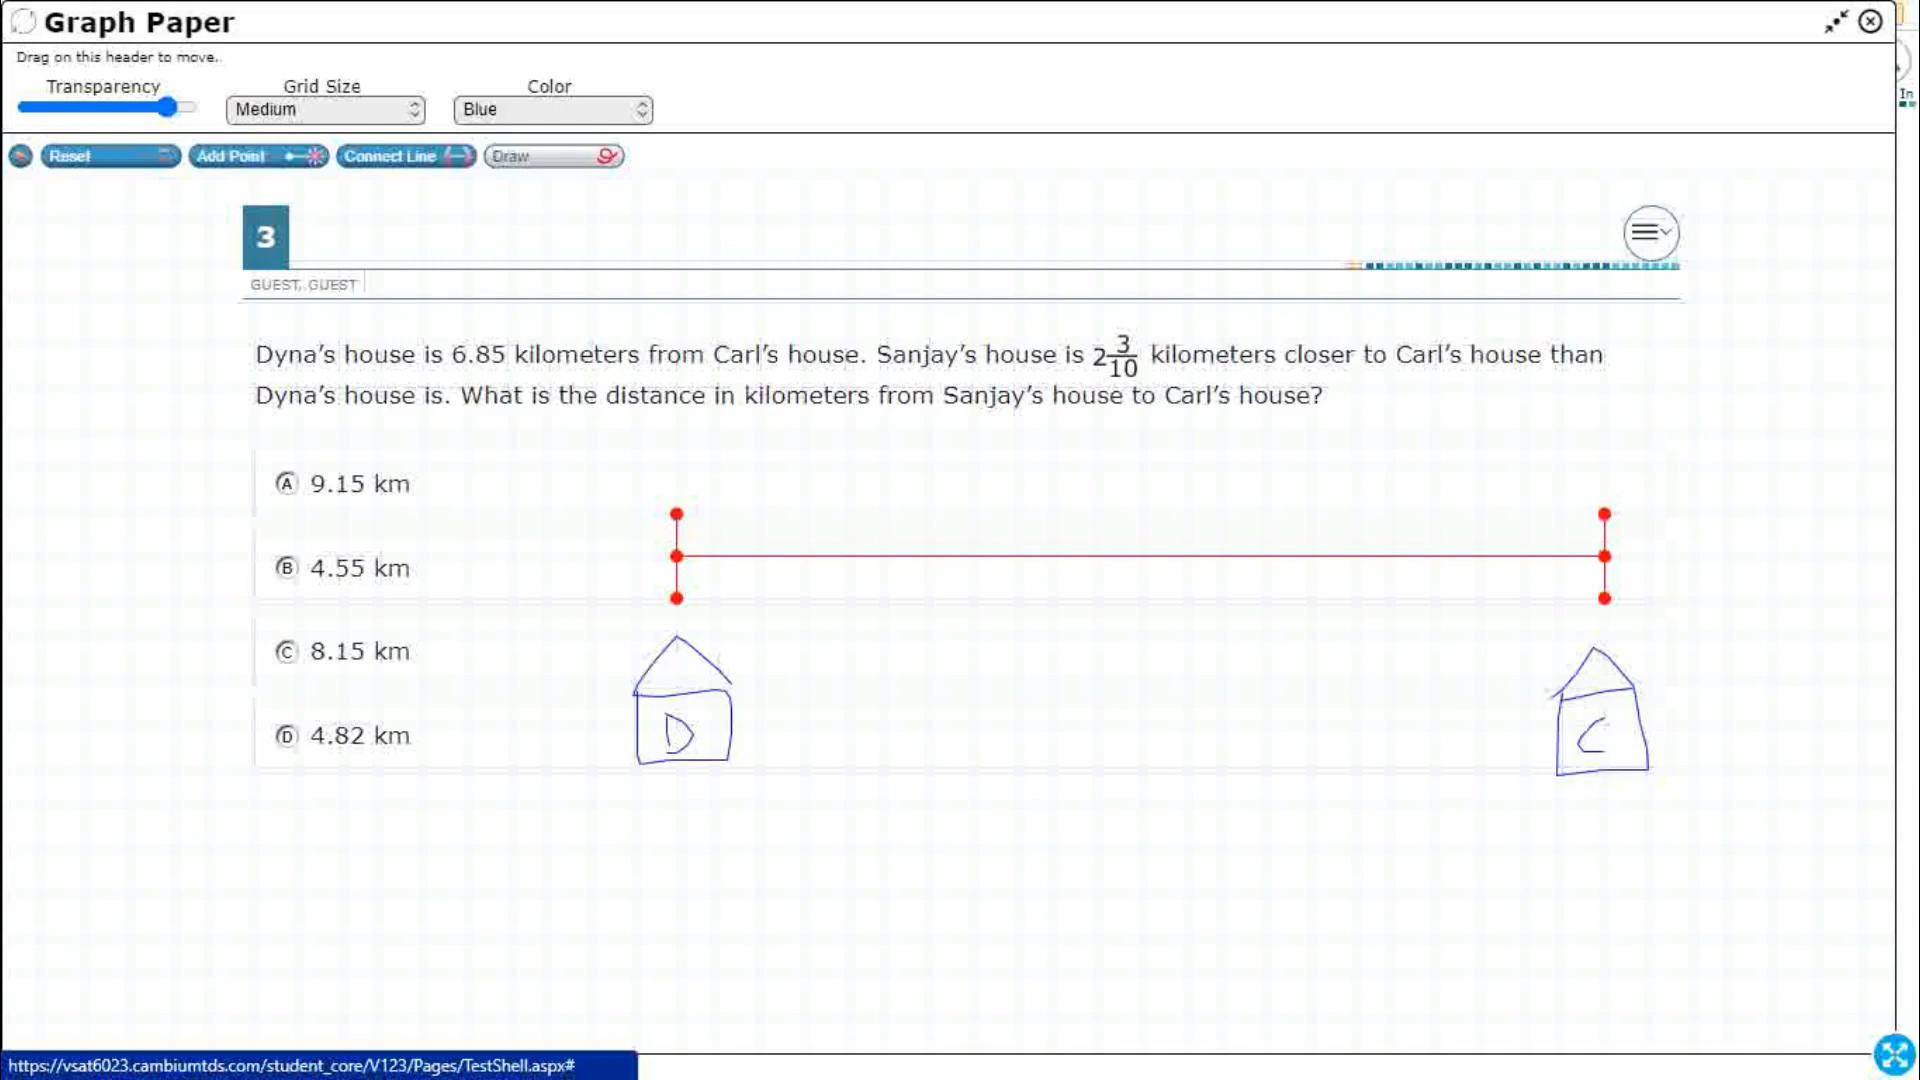 Graph Paper
Drag on this header to move..
Transparency Grid Size Color
Medium Blue
Reset Add Point Connect Line Draw
3
GUEST, GUEST
Dyna's house is 6.85 kilometers from Carl's house. Sanjay's house is 2 3/10 kilometers closer to Carl's house than
Dyna's house is. What is the distance in kilometers from Sanjay's house to Carl's house?
A 9.15 km
B 4.55 km
C 8.15 km
D 4.82 km
D C
In
https://vsat6023.cambiumtds.com/student_core/V123/Pages/TestShell.aspx#